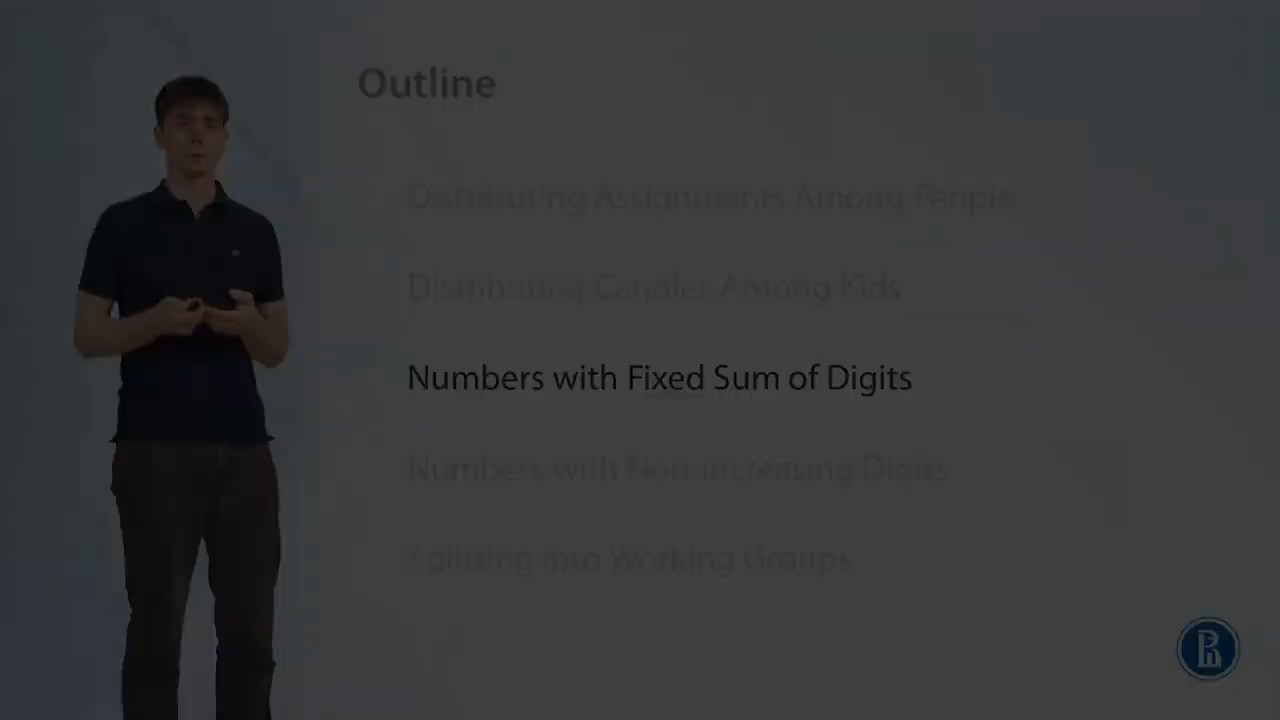 Outline
Distributing Assignments Among People
Distributing Candies Among Kids
Numbers with Fixed Sum of Digits
Numbers with Non-increasing Digits
Splitting into Working Groups